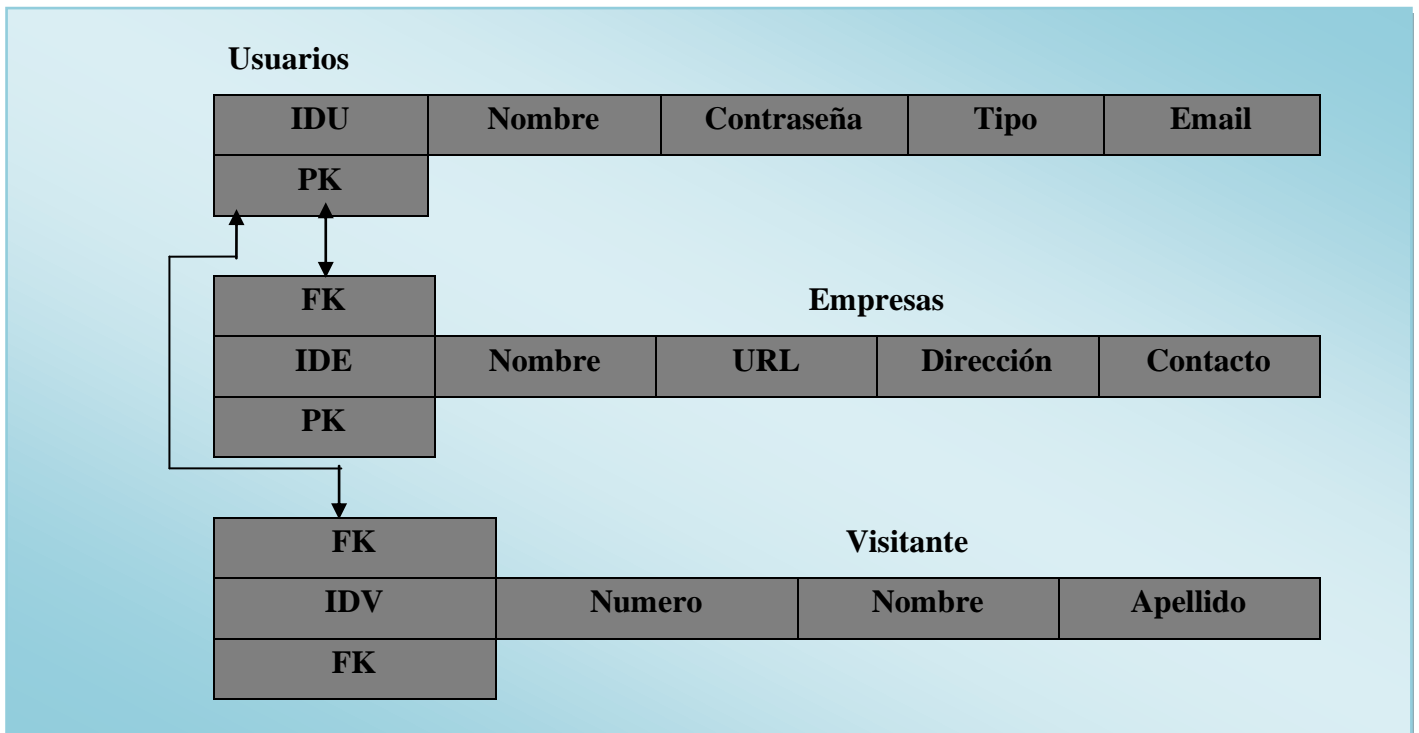 Usuarios
IDU Nombre Contraseña Tipo Email
PK
FK Empresas
IDE Nombre URL Dirección Contacto
PK
FK Visitante
IDV Numero Nombre Apellido
FK